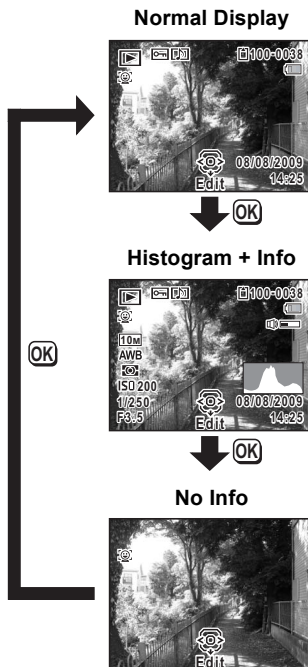 Normal Display
100-0038
08/08/2009
14:25
Edit
OK
Histogram + Info
100-0038
10M
AWB
ISO 200
1/250
F3.5
08/08/2009
14:25
Edit
OK
OK
No Info
Edit